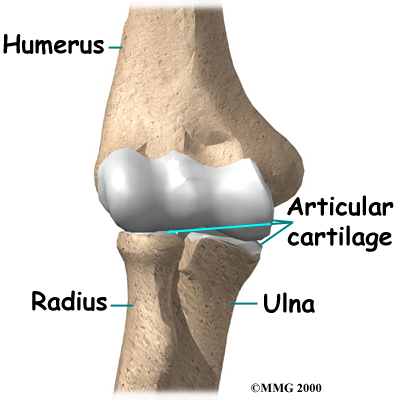 Humerus
Articular
cartilage
Radius
Ulna
©MMG 2000